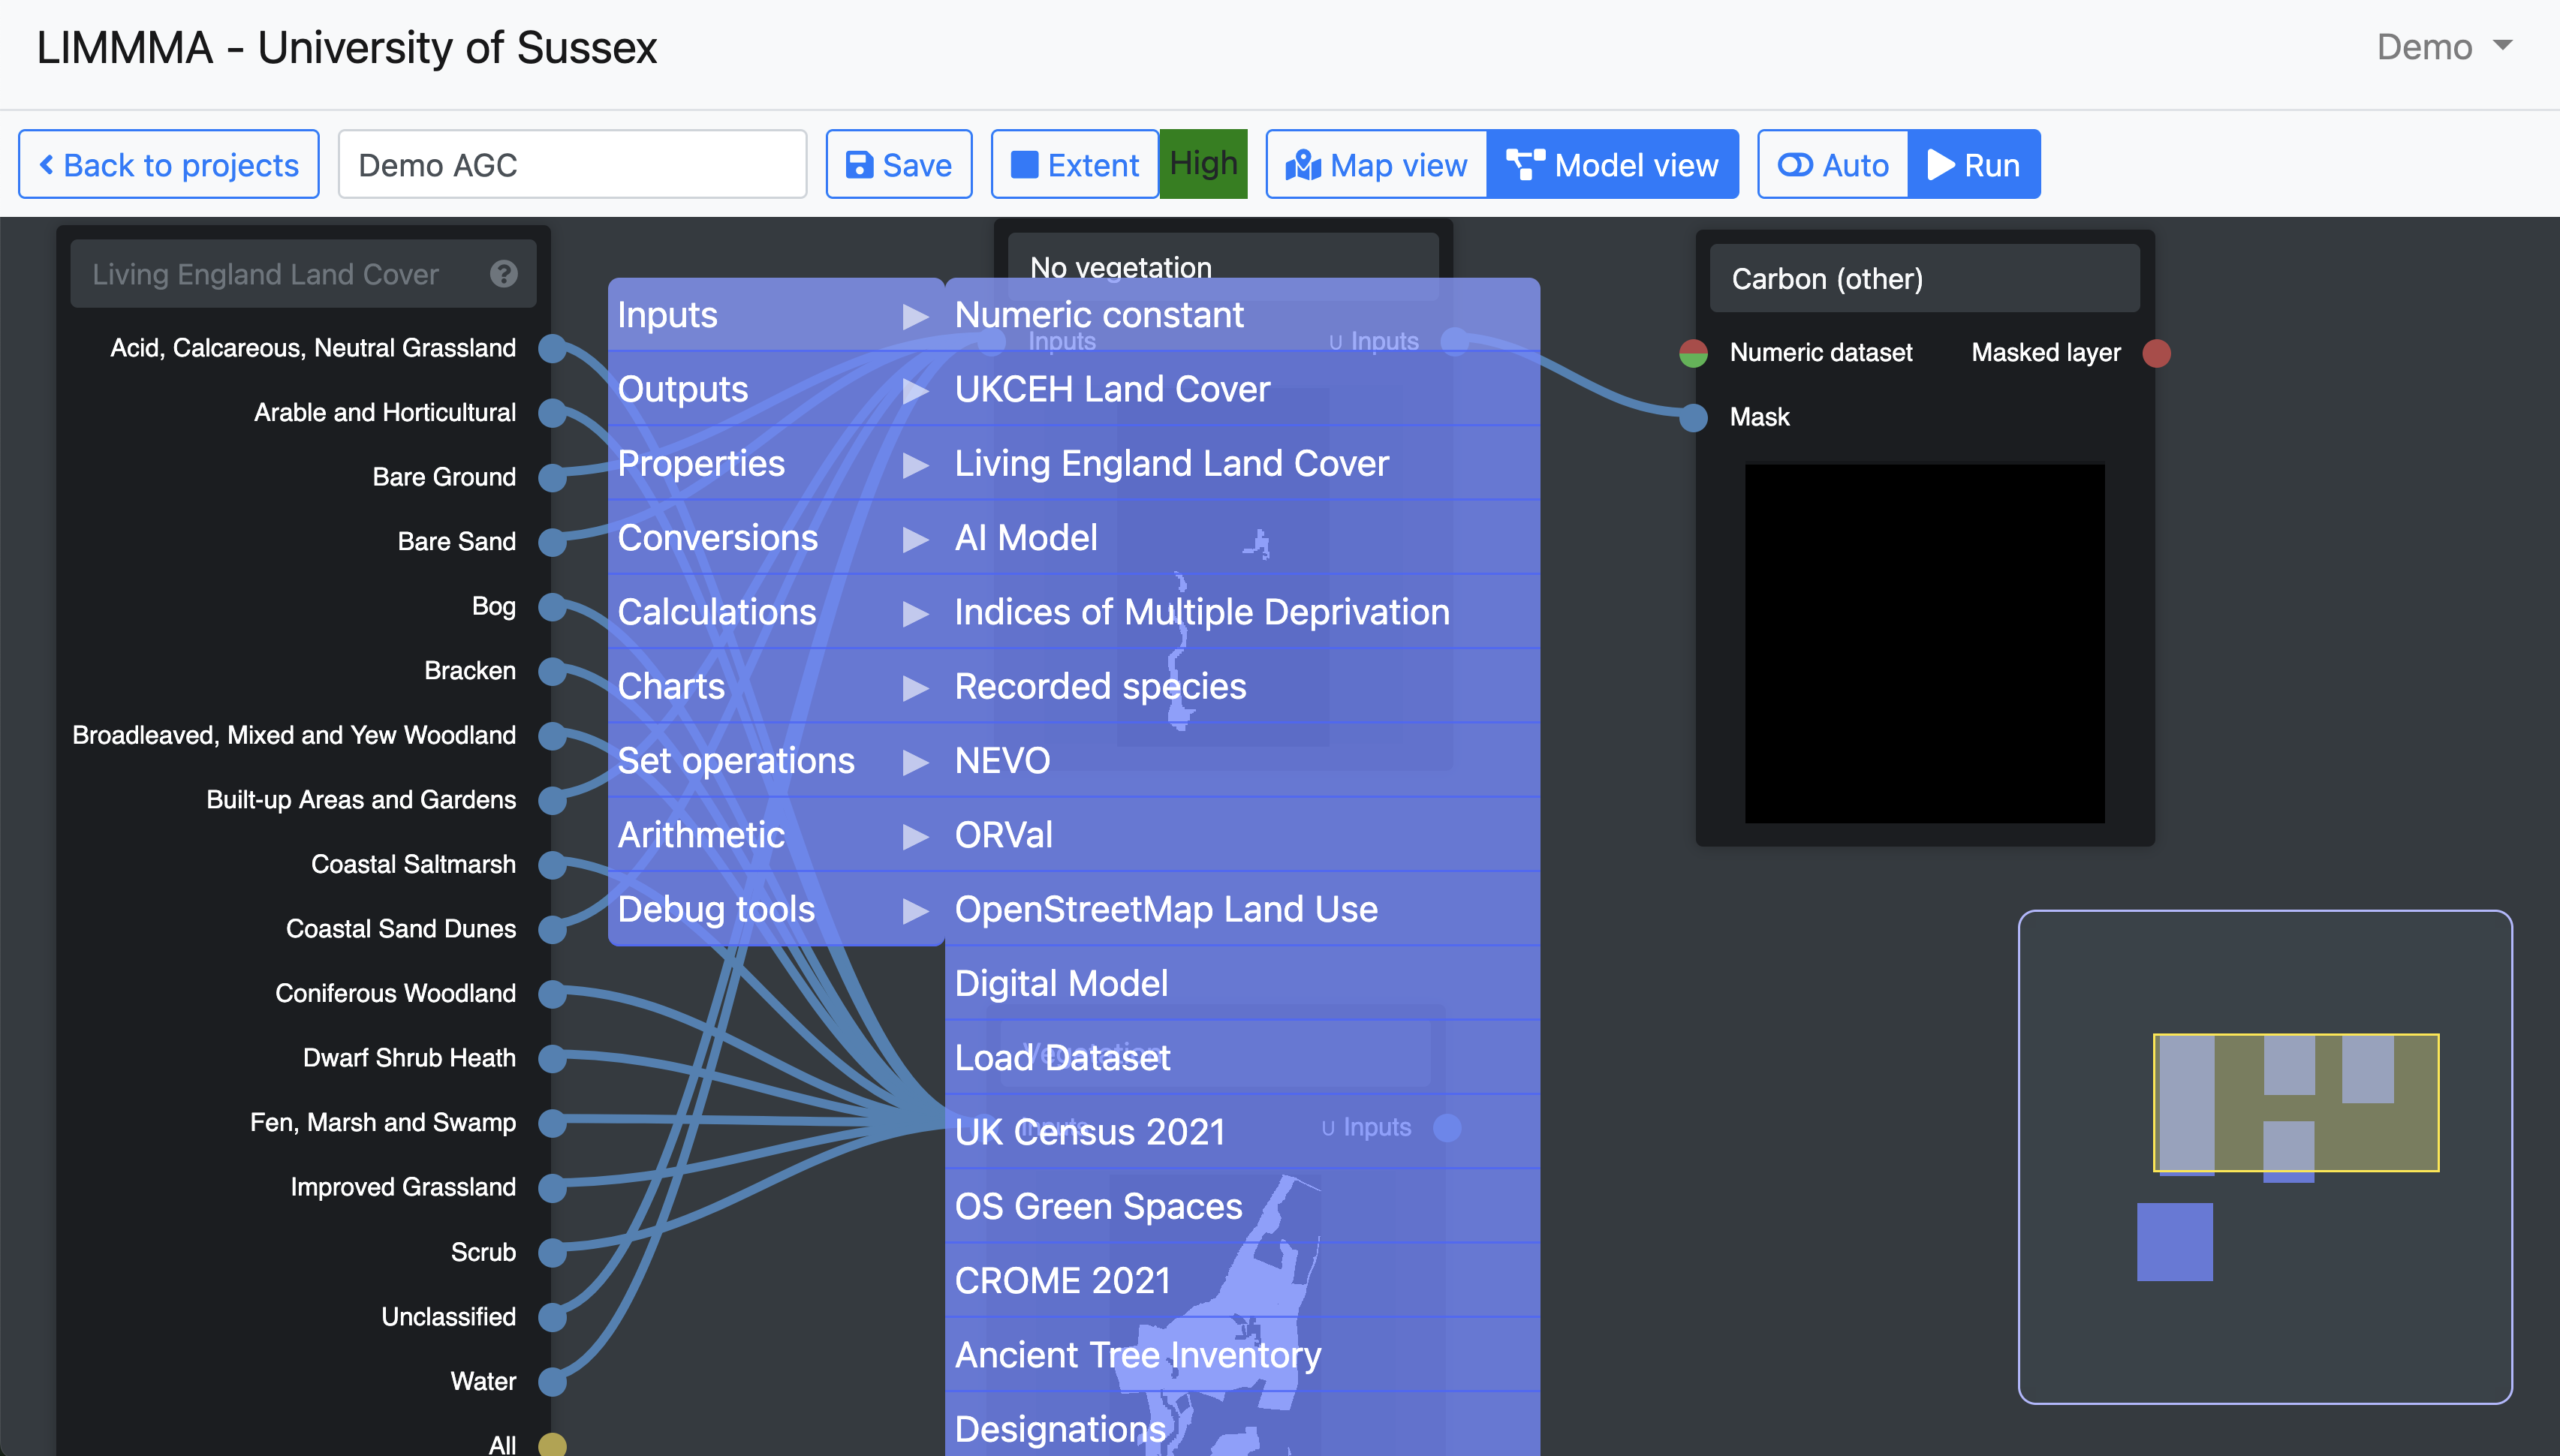 LIMMMA - University of Sussex
Demo
Back to projects
Demo AGC
Save
Extent
High
Map view
Model view
Auto
Run
Living England Land Cover
Acid, Calcareous, Neutral Grassland
Arable and Horticultural
Bare Ground
Bare Sand
Bog
Bracken
Broadleaved, Mixed and Yew Woodland
Built-up Areas and Gardens
Coastal Saltmarsh
Coastal Sand Dunes
Coniferous Woodland
Dwarf Shrub Heath
Fen, Marsh and Swamp
Improved Grassland
Scrub
Unclassified
Water
All
Inputs
Outputs
Properties
Conversions
Calculations
Charts
Set operations
Arithmetic
Debug tools
No vegetation
Inputs
∪ Inputs
Numeric constant
UKCEH Land Cover
Living England Land Cover
AI Model
Indices of Multiple Deprivation
Recorded species
NEVO
ORVal
OpenStreetMap Land Use
Digital Model
Load Dataset
UK Census 2021
OS Green Spaces
CROME 2021
Ancient Tree Inventory
Designations
Vegetation
Inputs
∪ Inputs
Carbon (other)
Numeric dataset
Masked layer
Mask